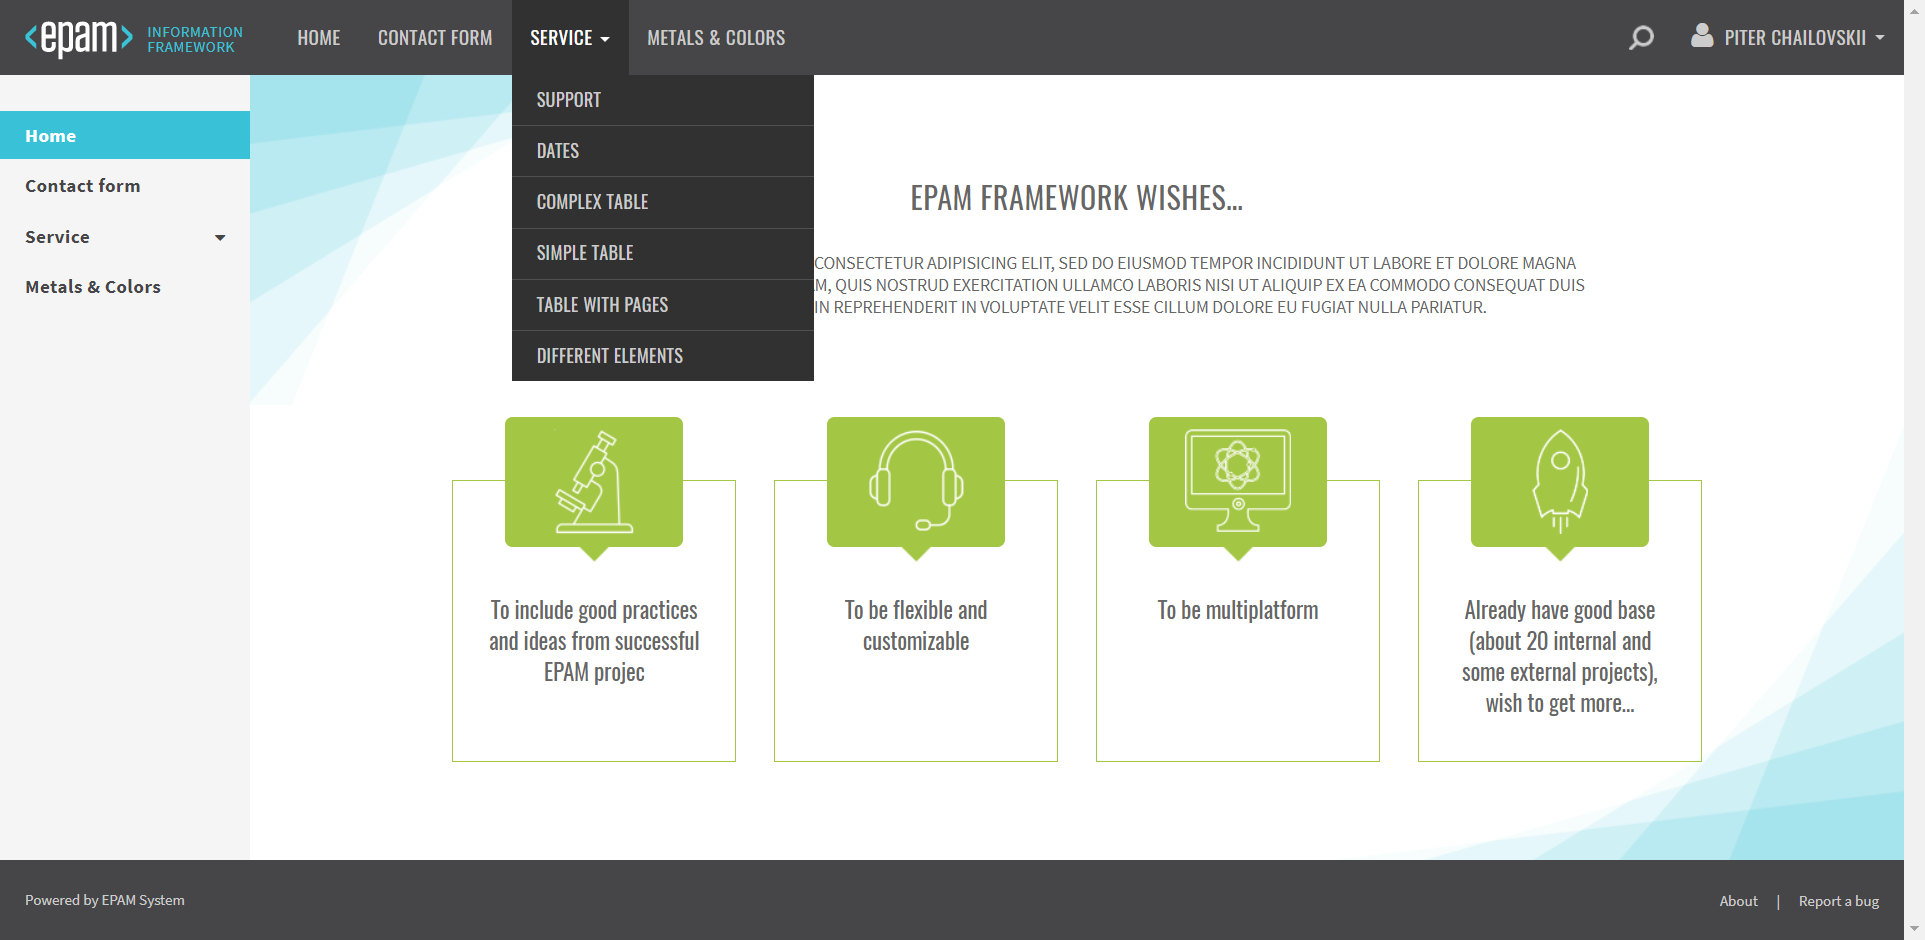 <epam>
INFORMATION
FRAMEWORK
HOME
CONTACT FORM
SERVICE
METALS & COLORS
PITER CHAILOVSKII
SUPPORT
DATES
COMPLEX TABLE
SIMPLE TABLE
TABLE WITH PAGES
DIFFERENT ELEMENTS
Home
Contact form
Service
Metals & Colors
EPAM FRAMEWORK WISHES...
CONSECTETUR ADIPISICING ELIT, SED DO EIUSMOD TEMPOR INCIDIDUNT UT LABORE ET DOLORE MAGNA
M, QUIS NOSTRUD EXERCITATION ULLAMCO LABORIS NISI UT ALIQUIP EX EA COMMODO CONSEQUAT DUIS
IN REPREHENDERIT IN VOLUPTATE VELIT ESSE CILLUM DOLORE EU FUGIAT NULLA PARIATUR.
To include good practices
and ideas from successful
EPAM projec
To be flexible and
customizable
To be multiplatform
Already have good base
(about 20 internal and
some external projects),
wish to get more...
Powered by EPAM System
About | Report a bug